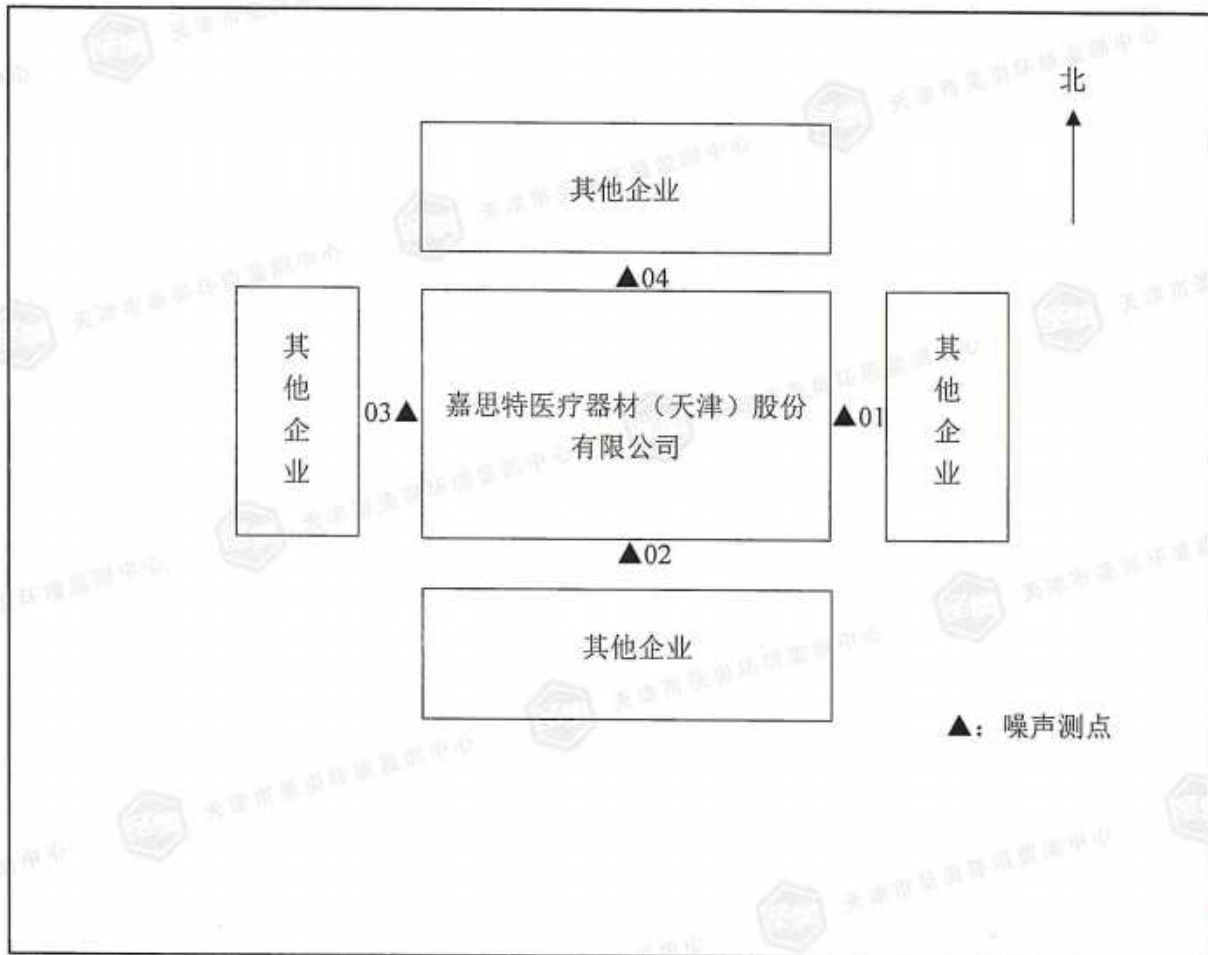 北
其他企业
▲04
其
他
企
业
03▲
嘉思特医疗器材（天津）股份
有限公司
▲01
其
他
企
业
▲02
其他企业
▲：噪声测点